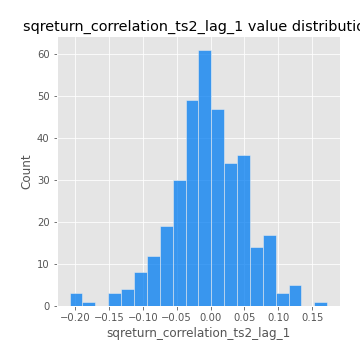 sqreturn_correlation_ts2_lag_1 value distributio
60
50
40
30
20
10
0
Count
−0.20 −0.15 −0.10 −0.05 0.00 0.05 0.10 0.15
sqreturn_correlation_ts2_lag_1